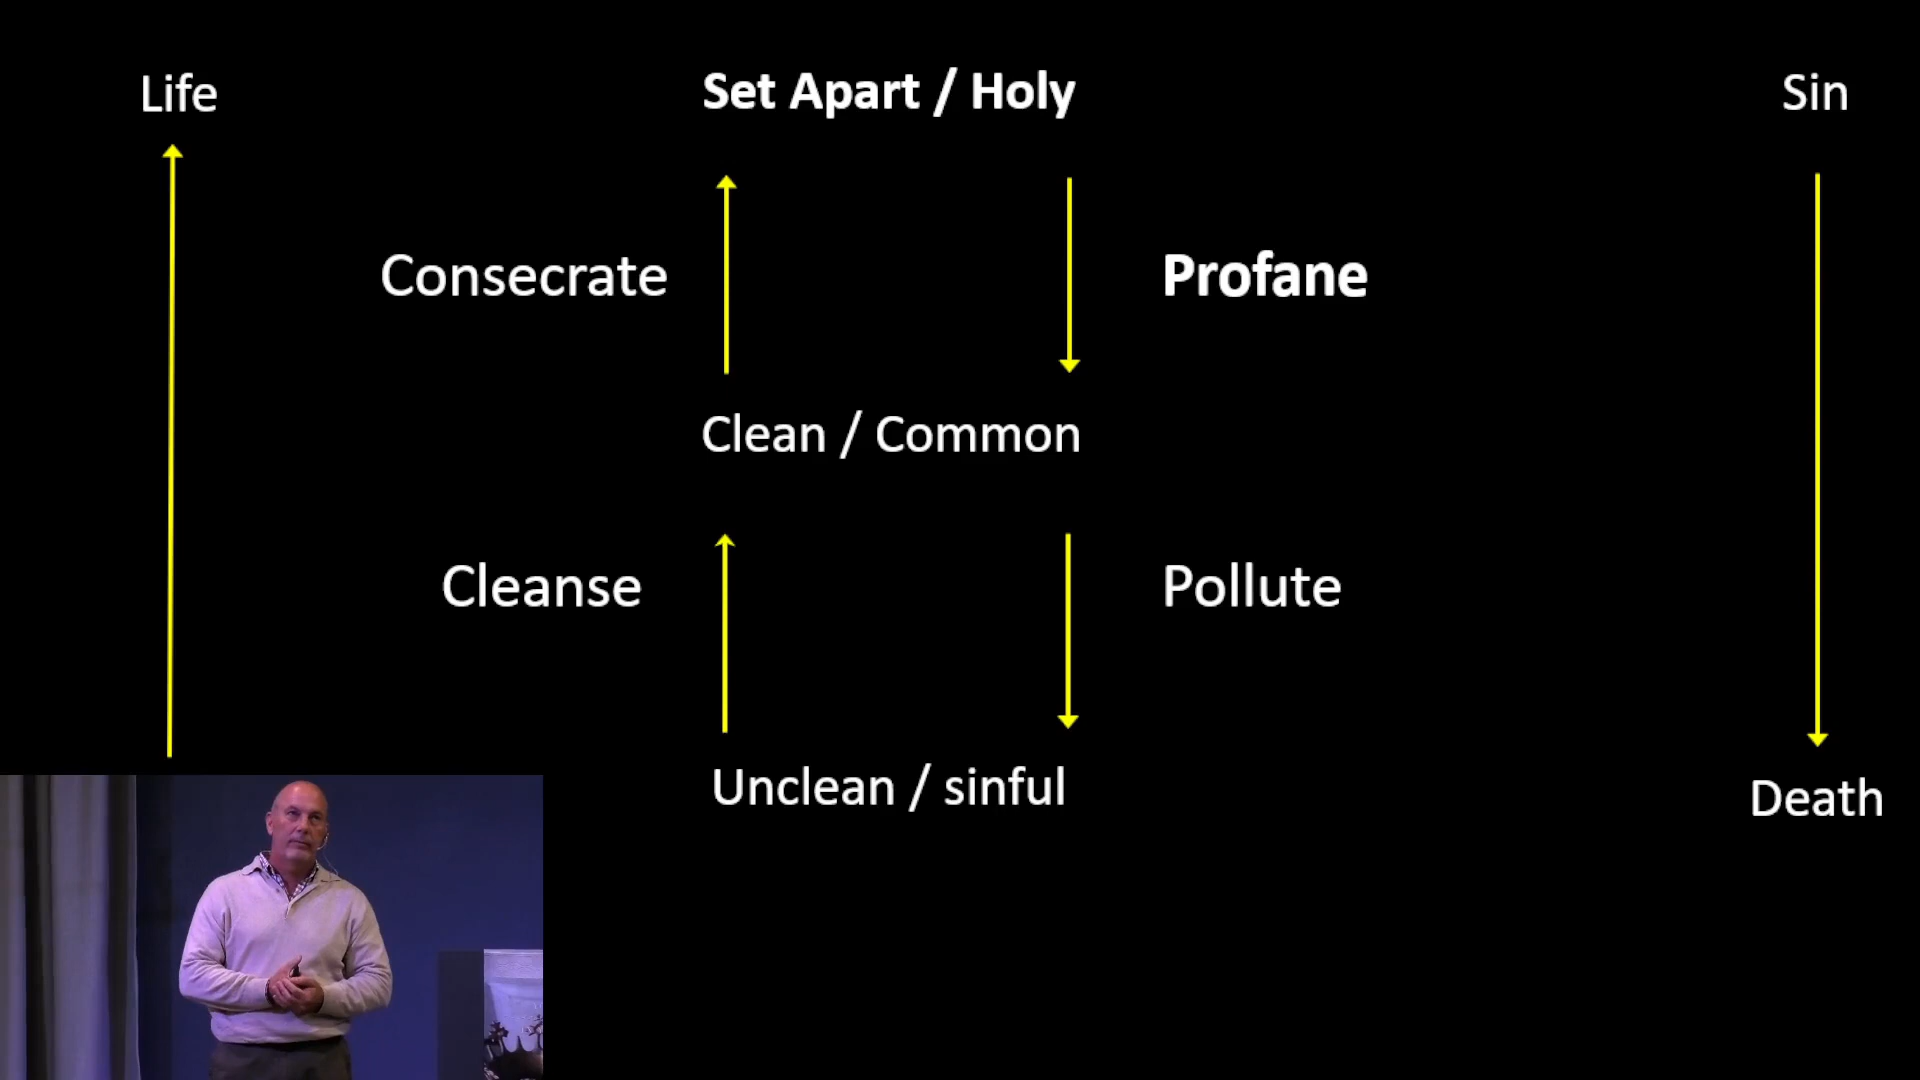 Life
Set Apart / Holy
Sin
Consecrate
Profane
Clean / Common
Cleanse
Pollute
Unclean / sinful
Death